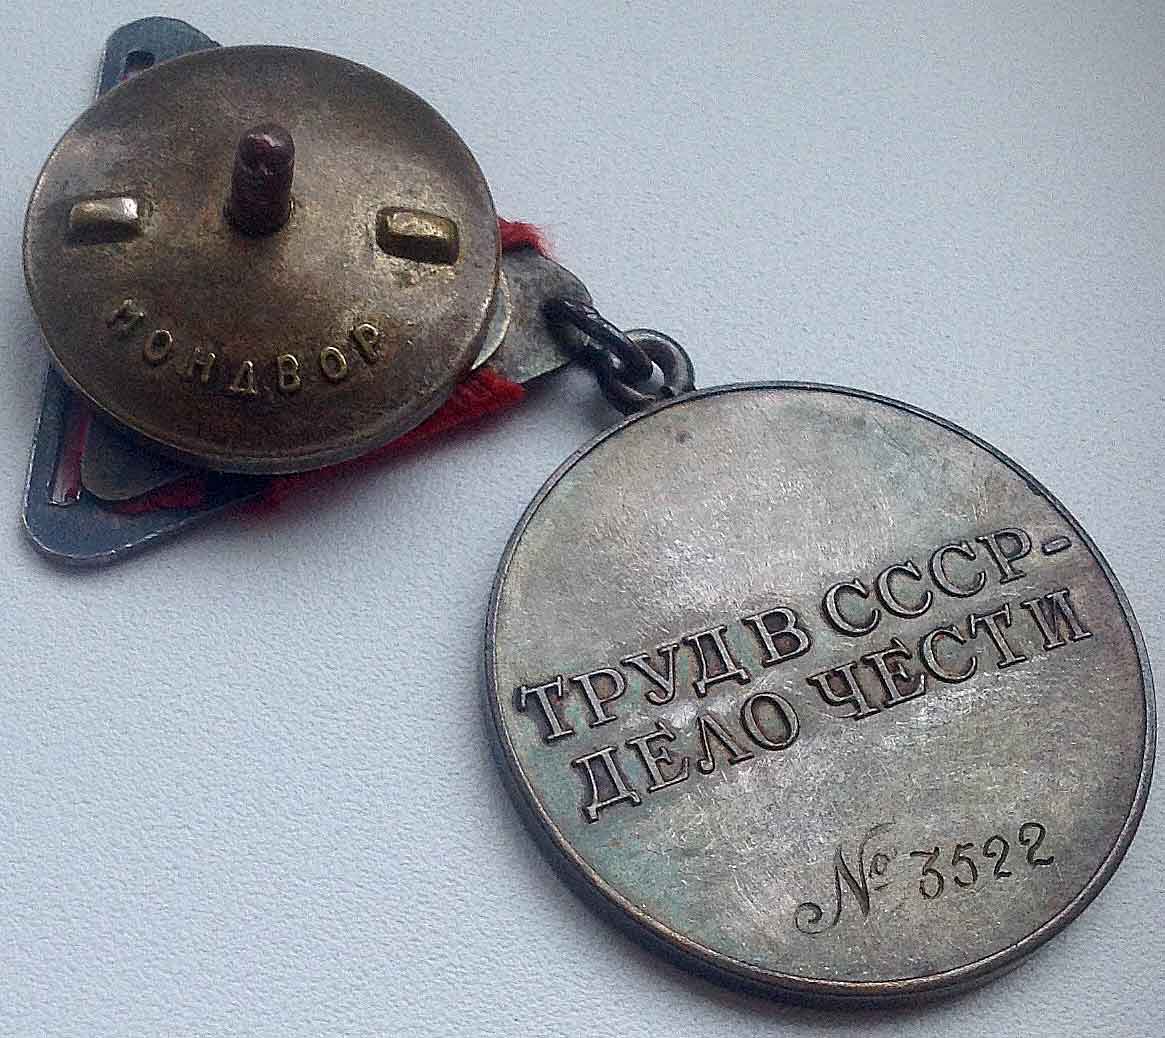 МОНДВОР
ТРУД В СССР-
ДЕЛО ЧЕСТИ
№ 3522